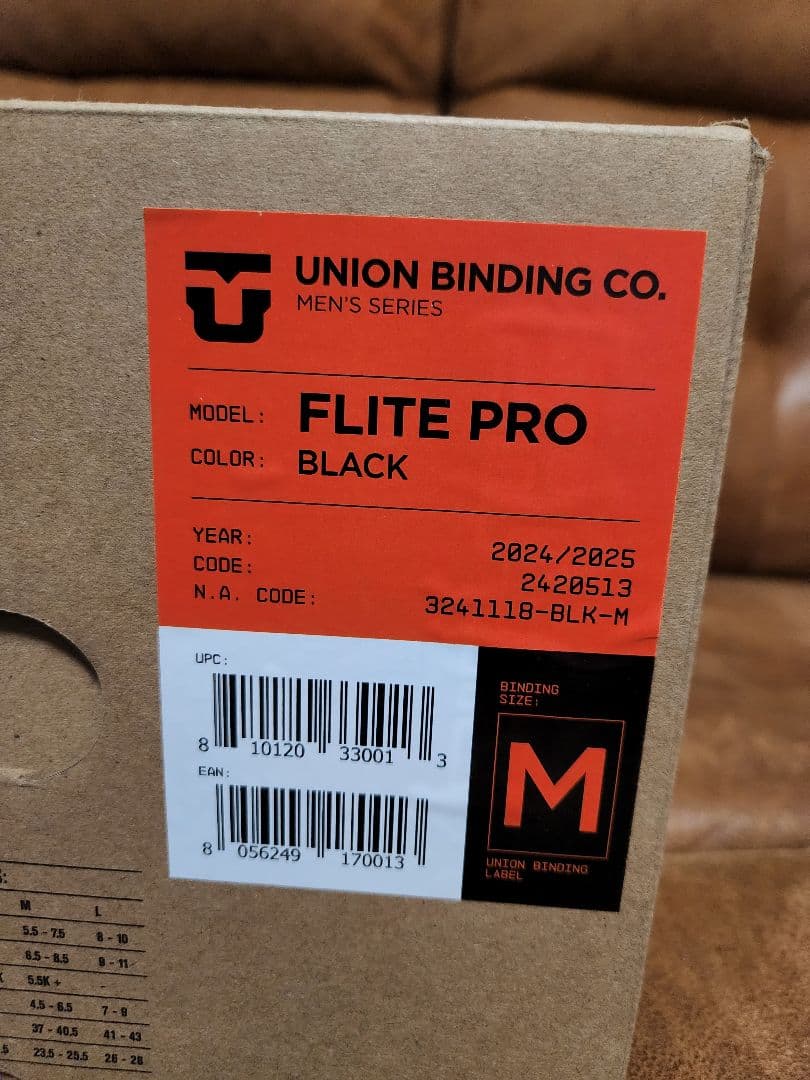 UNION BINDING CO.
MEN'S SERIES
MODEL: FLITE PRO
COLOR: BLACK
YEAR: 2024/2025
CODE: 2420513
N.A. CODE: 3241118-BLK-M
UPC:
8 10120 33001 3
EAN:
8 056249 170013
BINDING
SIZE:
M
UNION BINDING
LABEL
M L
5.5 - 7.5 8 - 10
6.5 - 8.5 9 - 11
5.5K + -
4.5 - 6.5 7 - 9
37 - 40.5 41 - 43
23.5 - 25.5 26 - 28